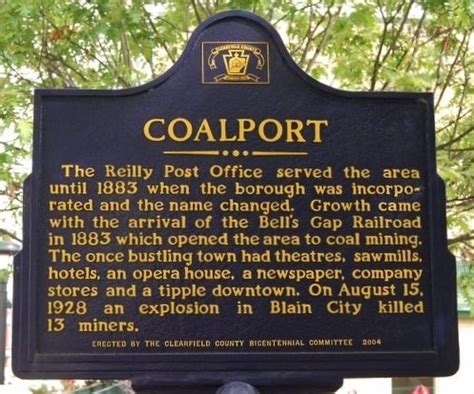 CLEARFIELD COUNTY
COALPORT
The Reilly Post Office served the area
until 1883 when the borough was incorpo-
rated and the name changed. Growth came
with the arrival of the Bell's Gap Railroad
in 1883 which opened the area to coal mining.
The once bustling town had theatres, sawmills,
hotels, an opera house, a newspaper, company
stores and a tipple downtown. On August 15,
1928 an explosion in Blain City killed
13 miners.
ERECTED BY THE CLEARFIELD COUNTY BICENTENNIAL COMMITTEE 2004